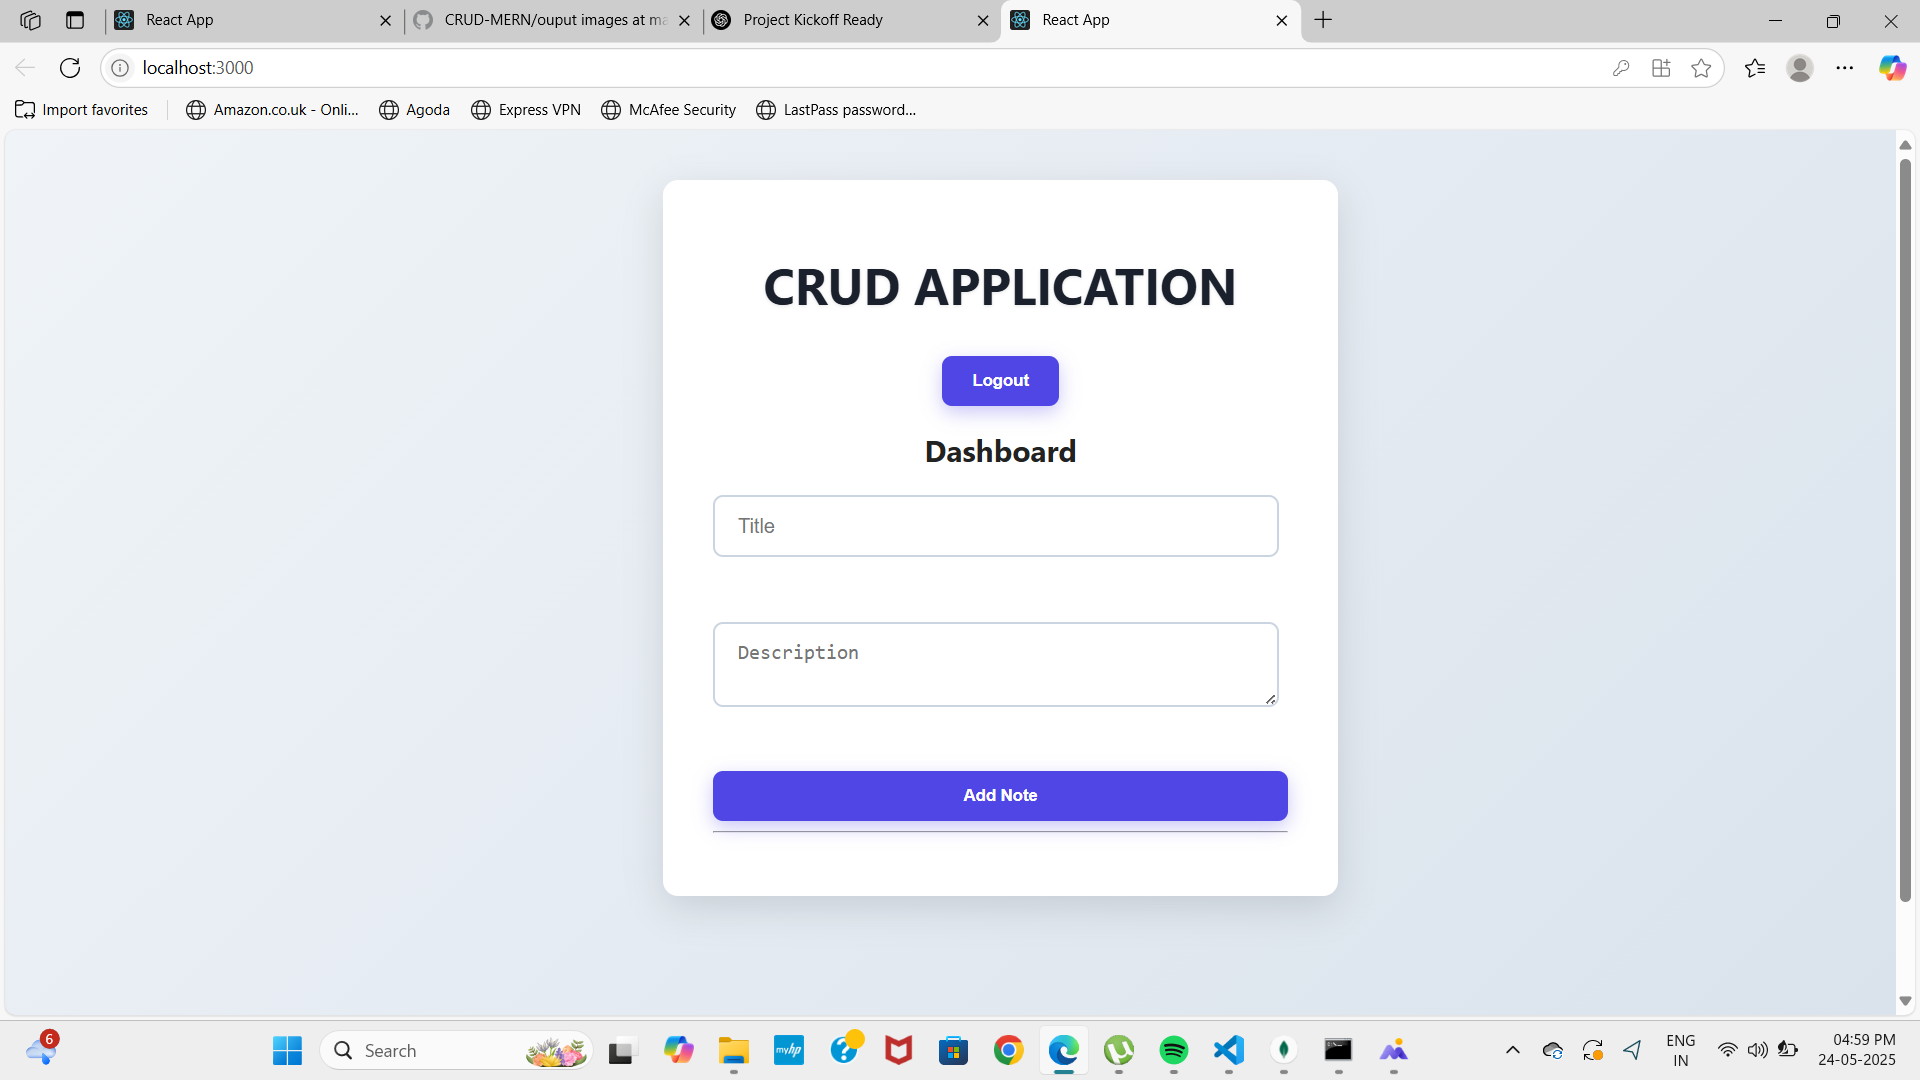 React App
CRUD-MERN/ouput images at ma
Project Kickoff Ready
React App
localhost:3000
Import favorites
Amazon.co.uk - Onli...
Agoda
Express VPN
McAfee Security
LastPass password...
CRUD APPLICATION
Logout
Dashboard
Title
Description
Add Note
6
Search
myhp
ENG
IN
04:59 PM
24-05-2025